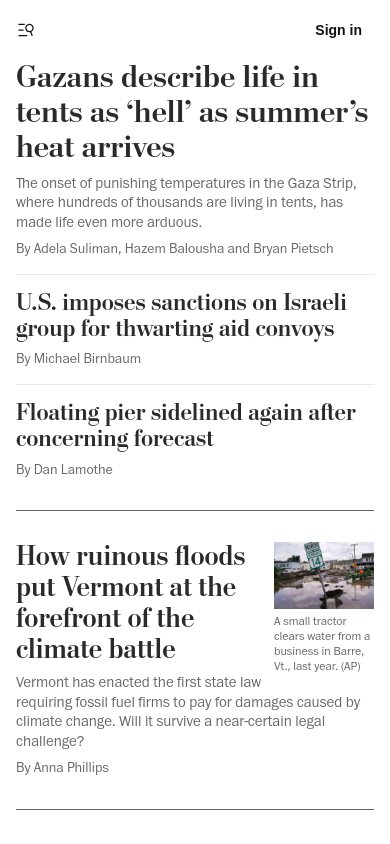 Sign in
Gazans describe life in
tents as ‘hell’ as summer’s
heat arrives
The onset of punishing temperatures in the Gaza Strip,
where hundreds of thousands are living in tents, has
made life even more arduous.
By Adela Suliman, Hazem Balousha and Bryan Pietsch
U.S. imposes sanctions on Israeli
group for thwarting aid convoys
By Michael Birnbaum
Floating pier sidelined again after
concerning forecast
By Dan Lamothe
How ruinous floods
put Vermont at the
forefront of the
climate battle
14
A small tractor
clears water from a
business in Barre,
Vt., last year. (AP)
Vermont has enacted the first state law
requiring fossil fuel firms to pay for damages caused by
climate change. Will it survive a near-certain legal
challenge?
By Anna Phillips